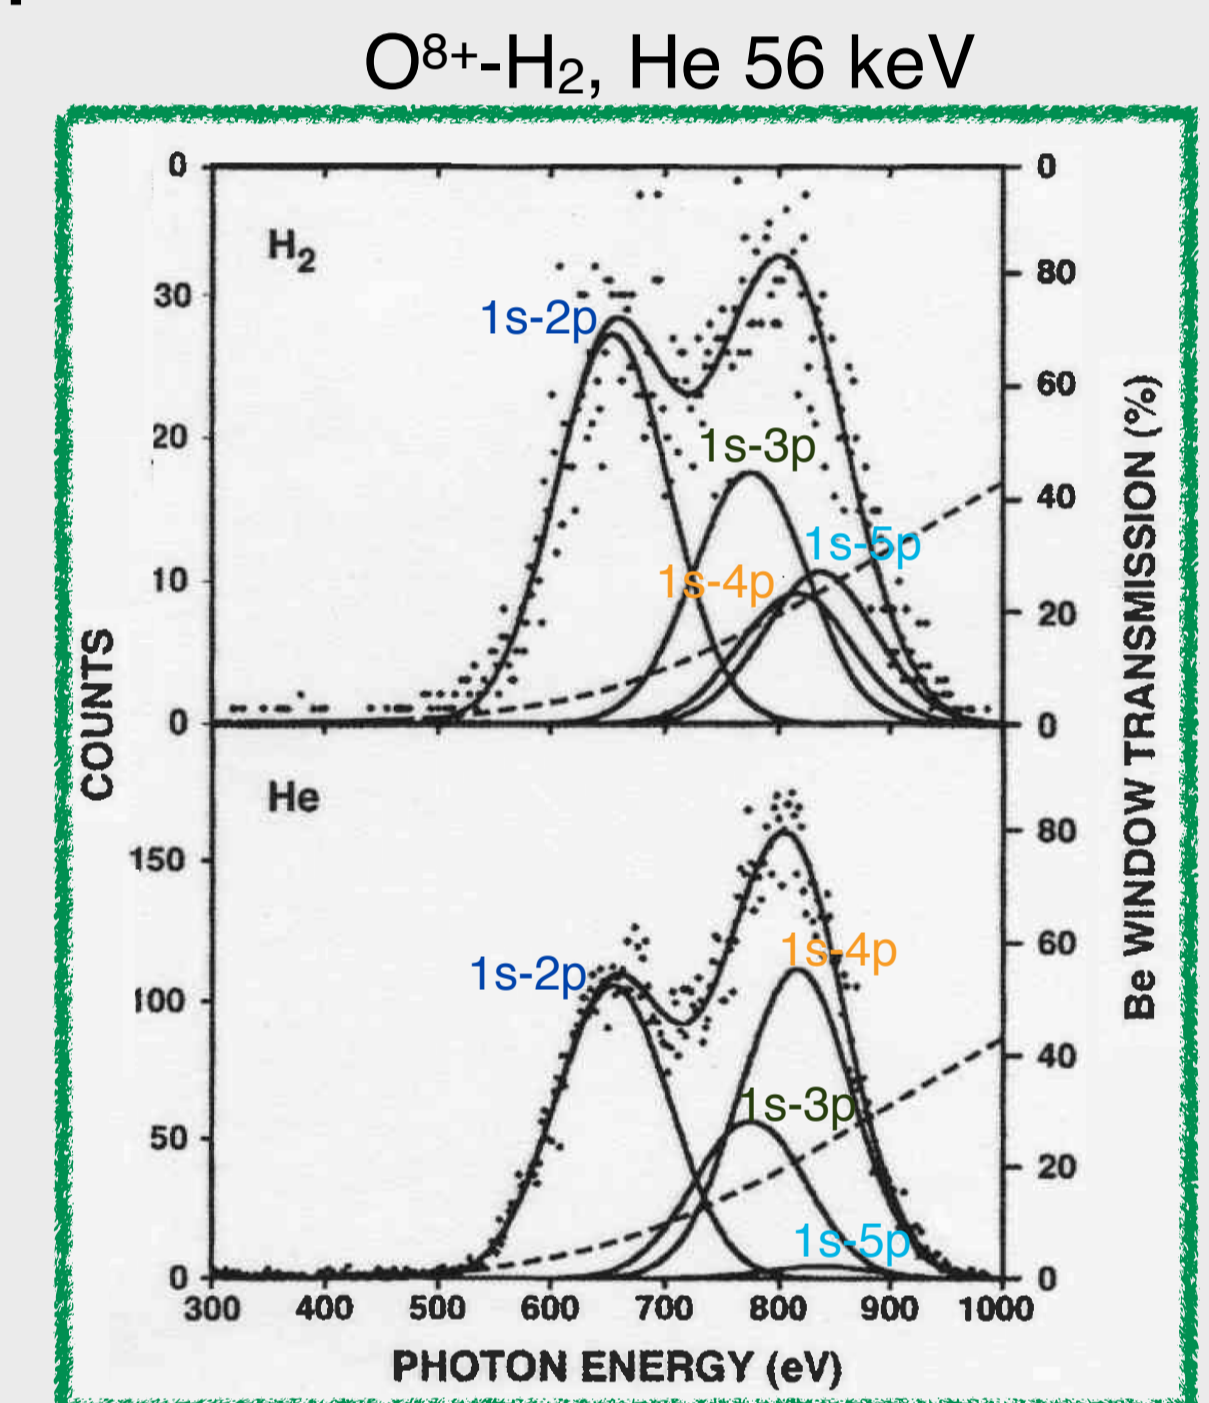 O8+-H2, He 56 keV
0 0
H2
80
30
1s-2p
60
1s-3p
20
40
1s-5p
1s-4p
10
20
0 0
COUNTS
Be WINDOW TRANSMISSION (%)
He
150
80
1s-4p
60
1s-2p
100
40
1s-3p
50
20
1s-5p
0 0
300 400 500 600 700 800 900 1000
PHOTON ENERGY (eV)